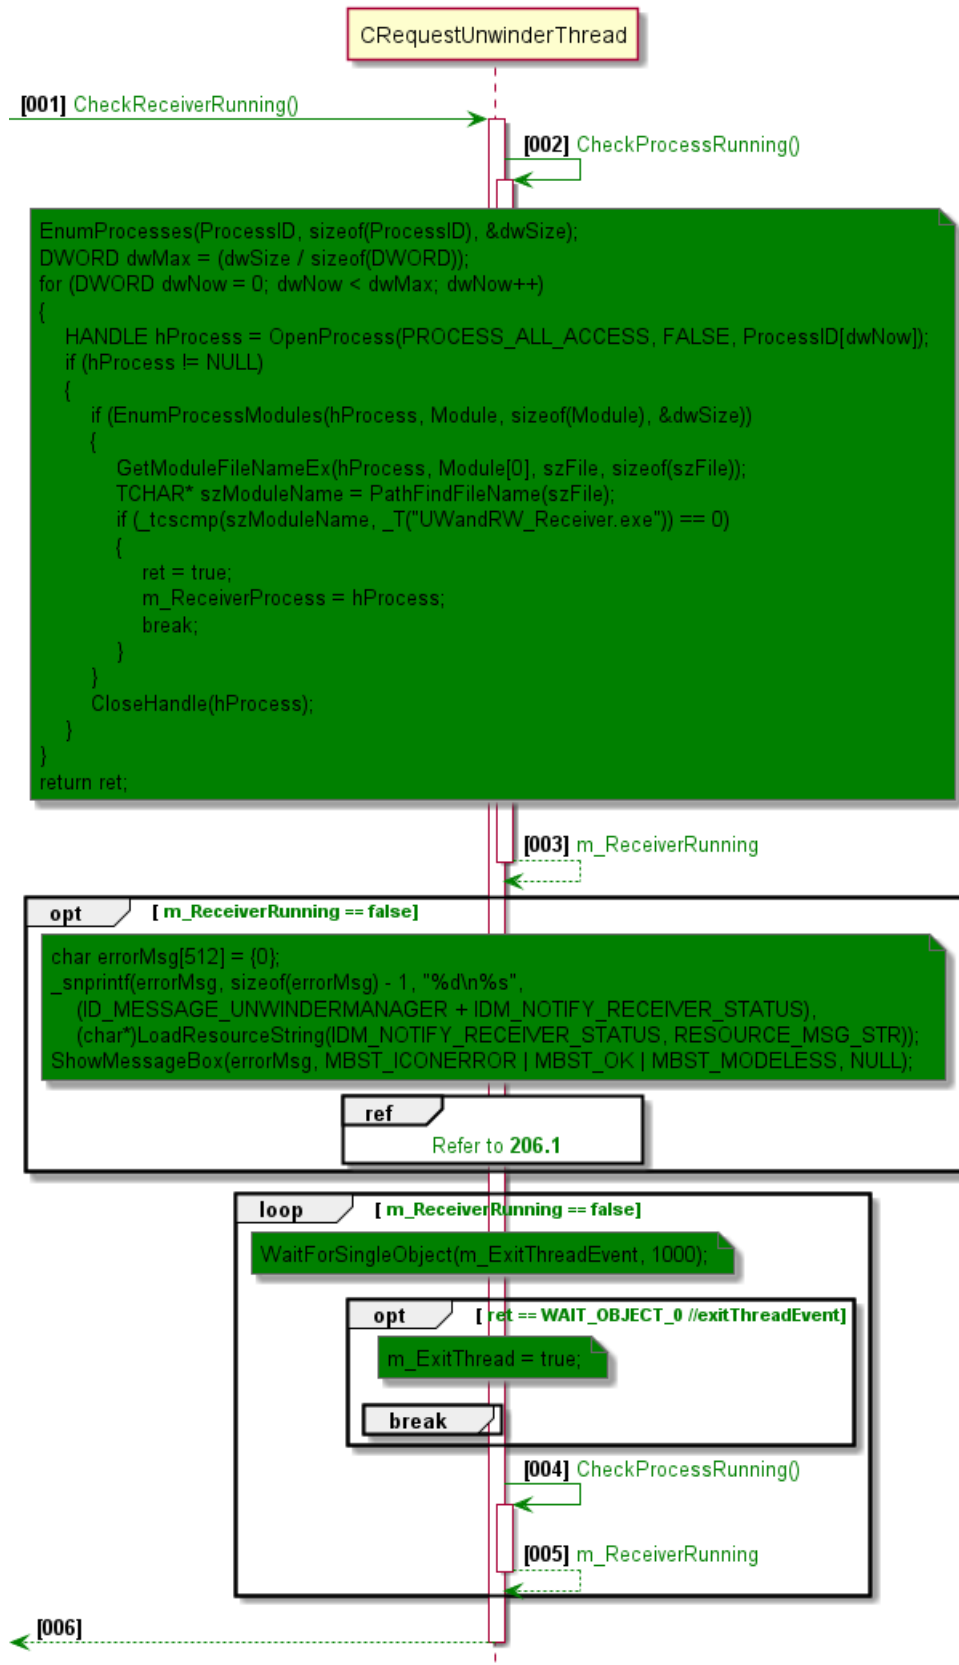 CRequestUnwinderThread
[001] CheckReceiverRunning()
[002] CheckProcessRunning()
EnumProcesses(ProcessID, sizeof(ProcessID), &dwSize);
DWORD dwMax = (dwSize / sizeof(DWORD));
for (DWORD dwNow = 0; dwNow < dwMax; dwNow++)
{
HANDLE hProcess = OpenProcess(PROCESS_ALL_ACCESS, FALSE, ProcessID[dwNow]);
if (hProcess != NULL)
{
if (EnumProcessModules(hProcess, Module, sizeof(Module), &dwSize))
{
GetModuleFileNameEx(hProcess, Module[0], szFile, sizeof(szFile));
TCHAR* szModuleName = PathFindFileName(szFile);
if (_tcscmp(szModuleName, _T("UWandRW_Receiver.exe")) == 0)
{
ret = true;
m_ReceiverProcess = hProcess;
break;
}
}
CloseHandle(hProcess);
}
}
return ret;
[003] m_ReceiverRunning
opt [ m_ReceiverRunning == false]
char errorMsg[512] = {0};
_snprintf(errorMsg, sizeof(errorMsg) - 1, "%d\n%s",
(ID_MESSAGE_UNWINDERMANAGER + IDM_NOTIFY_RECEIVER_STATUS),
(char*)LoadResourceString(IDM_NOTIFY_RECEIVER_STATUS, RESOURCE_MSG_STR));
ShowMessageBox(errorMsg, MBST_ICONERROR | MBST_OK | MBST_MODELESS, NULL);
ref
Refer to 206.1
loop [ m_ReceiverRunning == false]
WaitForSingleObject(m_ExitThreadEvent, 1000);
opt [ ret == WAIT_OBJECT_0 //exitThreadEvent]
m_ExitThread = true;
break
[004] CheckProcessRunning()
[005] m_ReceiverRunning
[006]